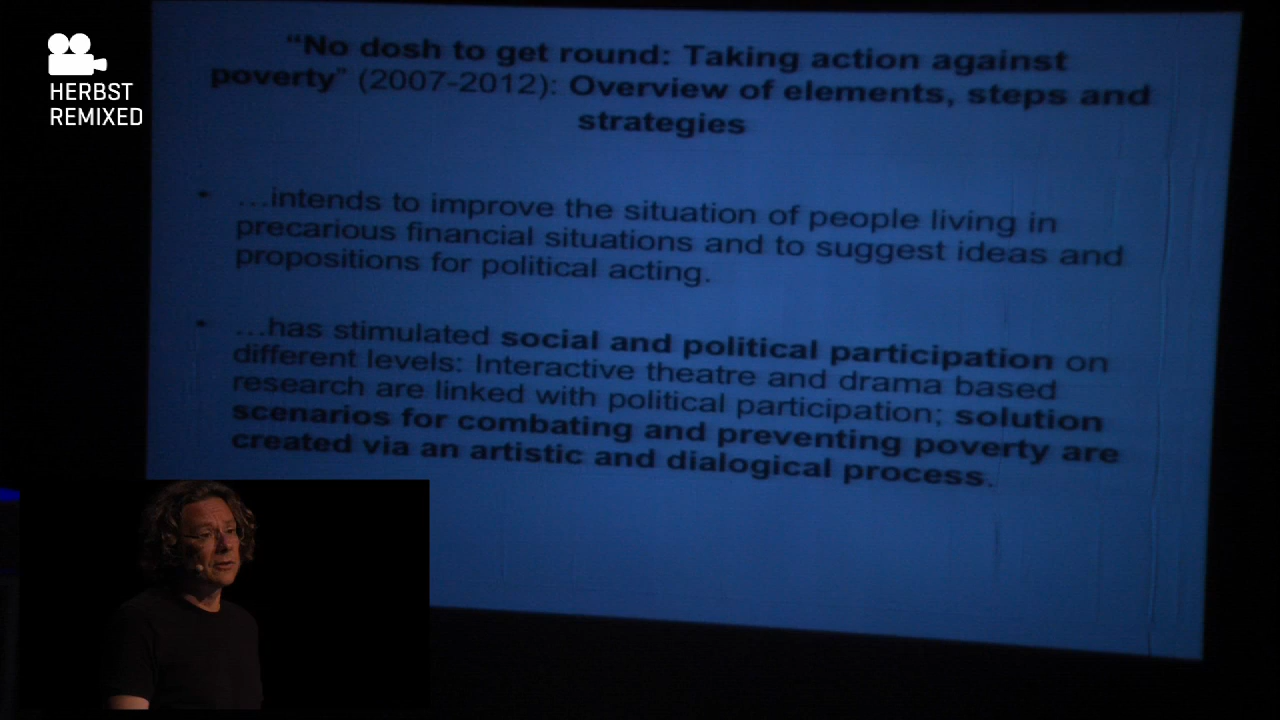 HERBST
REMIXED
“No dosh to get round: Taking action against
poverty” (2007-2012): Overview of elements, steps and
strategies
• …intends to improve the situation of people living in
precarious financial situations and to suggest ideas and
propositions for political acting.
• …has stimulated social and political participation on
different levels: Interactive theatre and drama based
research are linked with political participation; solution
scenarios for combating and preventing poverty are
created via an artistic and dialogical process.